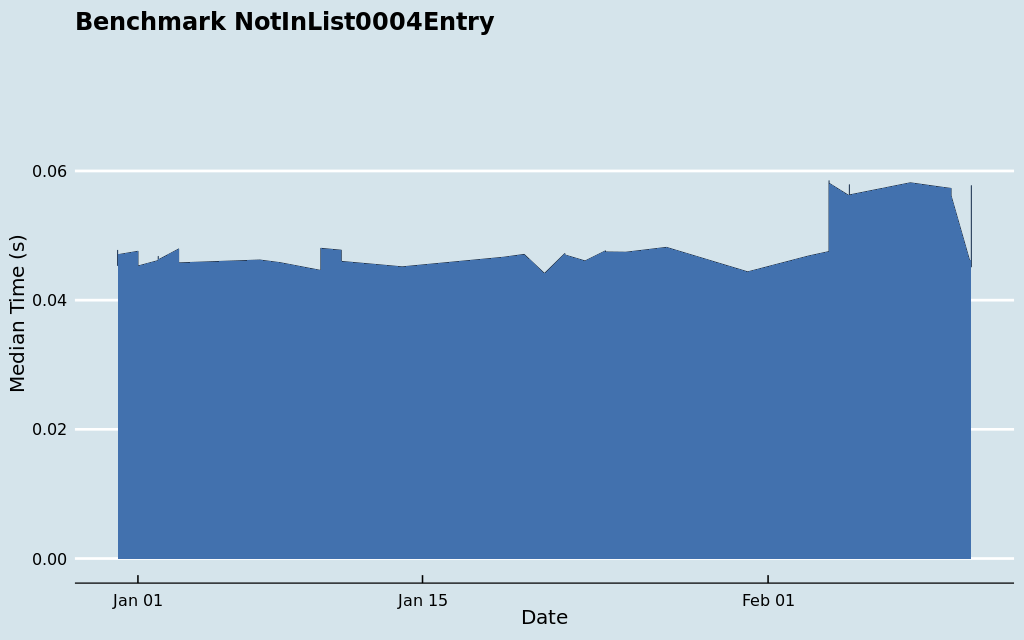 Benchmark NotInList0004Entry
0.06
0.04
0.02
0.00
Median Time (s)
Jan 01
Jan 15
Feb 01
Date